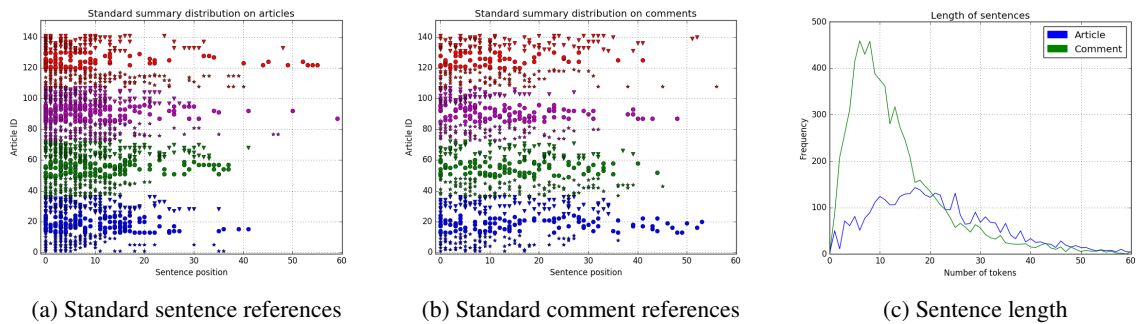 Standard summary distribution on articles
140
120
100
80
60
40
20
0
Article ID
0 10 20 30 40 50 60
Sentence position
(a) Standard sentence references
Standard summary distribution on comments
140
120
100
80
60
40
20
0
Article ID
0 10 20 30 40 50 60
Sentence position
(b) Standard comment references
Length of sentences
Article
Comment
500
400
300
200
100
0
Frequency
0 10 20 30 40 50 60
Number of tokens
(c) Sentence length